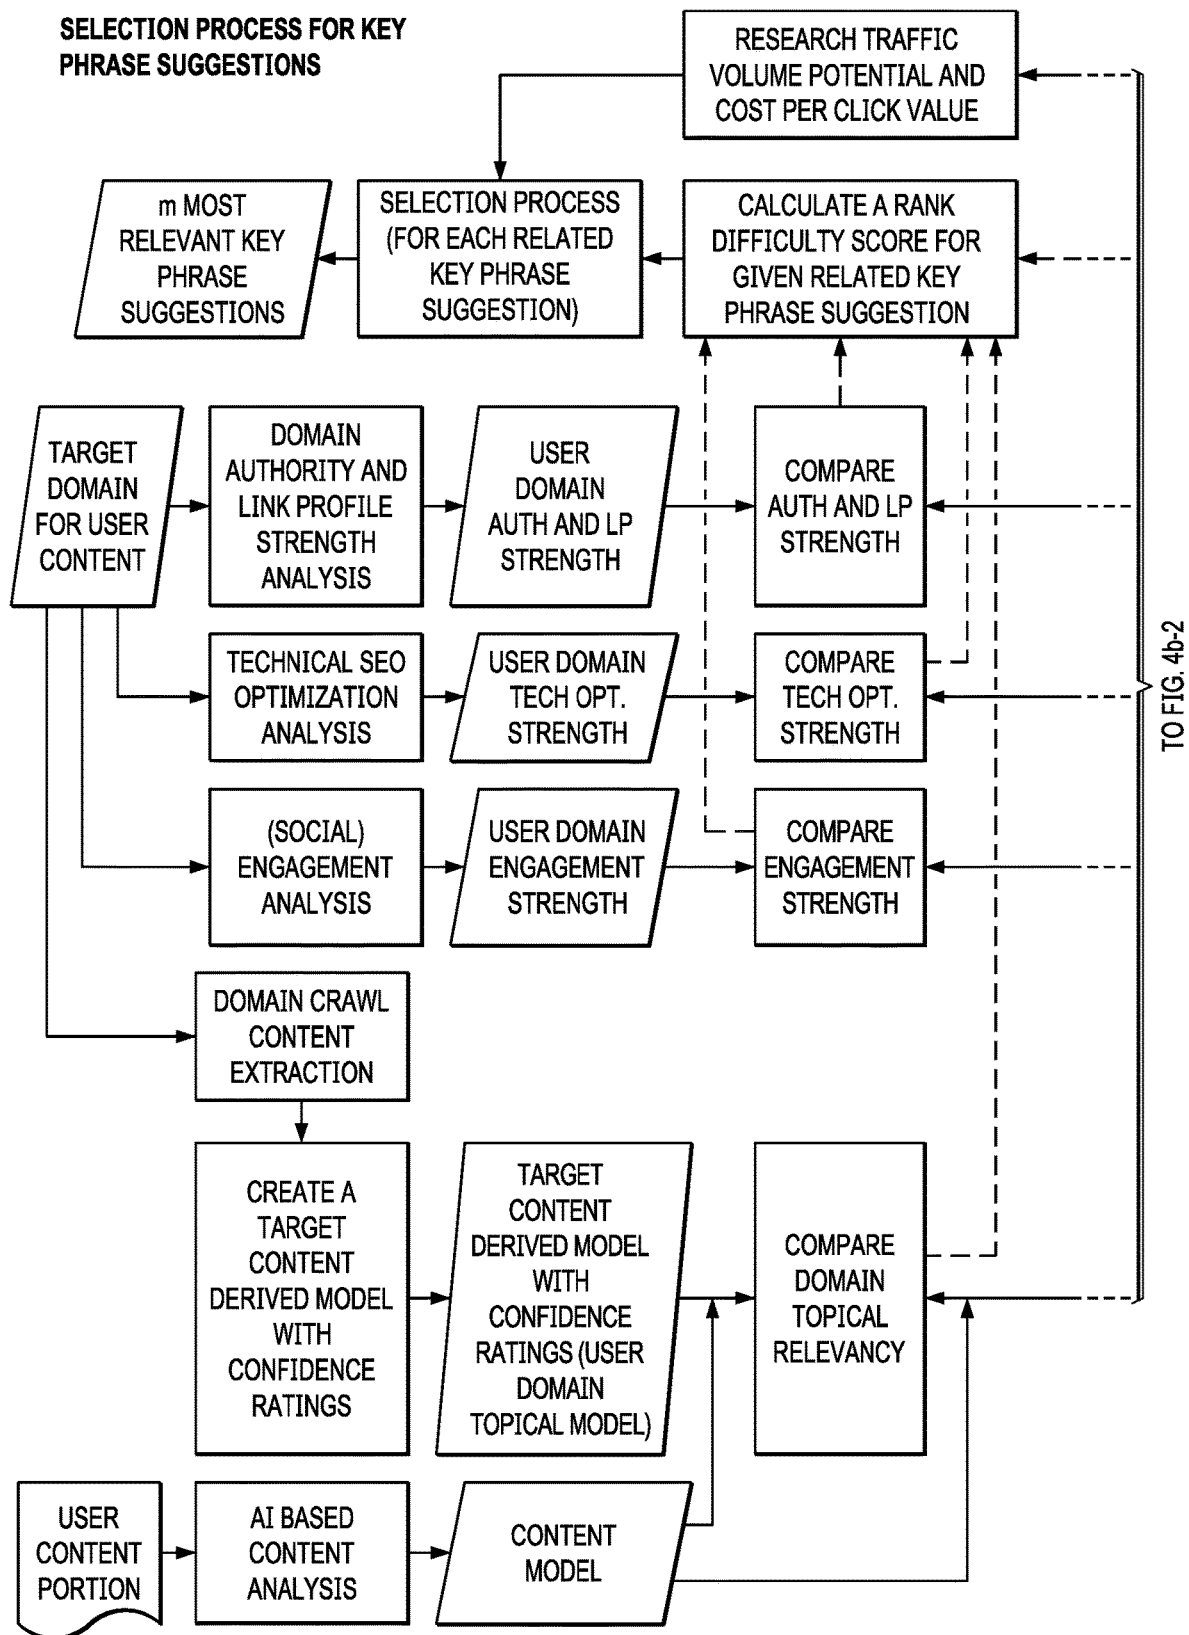 SELECTION PROCESS FOR KEY
PHRASE SUGGESTIONS
RESEARCH TRAFFIC
VOLUME POTENTIAL AND
COST PER CLICK VALUE
m MOST
RELEVANT KEY
PHRASE
SUGGESTIONS
SELECTION PROCESS
(FOR EACH RELATED
KEY PHRASE
SUGGESTION)
CALCULATE A RANK
DIFFICULTY SCORE FOR
GIVEN RELATED KEY
PHRASE SUGGESTION
TARGET
DOMAIN
FOR USER
CONTENT
DOMAIN
AUTHORITY AND
LINK PROFILE
STRENGTH
ANALYSIS
USER
DOMAIN
AUTH AND LP
STRENGTH
COMPARE
AUTH AND LP
STRENGTH
TECHNICAL SEO
OPTIMIZATION
ANALYSIS
USER DOMAIN
TECH OPT.
STRENGTH
COMPARE
TECH OPT.
STRENGTH
TO FIG. 4b-2
(SOCIAL)
ENGAGEMENT
ANALYSIS
USER DOMAIN
ENGAGEMENT
STRENGTH
COMPARE
ENGAGEMENT
STRENGTH
DOMAIN CRAWL
CONTENT
EXTRACTION
CREATE A
TARGET
CONTENT
DERIVED MODEL
WITH
CONFIDENCE
RATINGS
TARGET
CONTENT
DERIVED MODEL
WITH
CONFIDENCE
RATINGS (USER
DOMAIN
TOPICAL MODEL)
COMPARE
DOMAIN
TOPICAL
RELEVANCY
USER
CONTENT
PORTION
AI BASED
CONTENT
ANALYSIS
CONTENT
MODEL